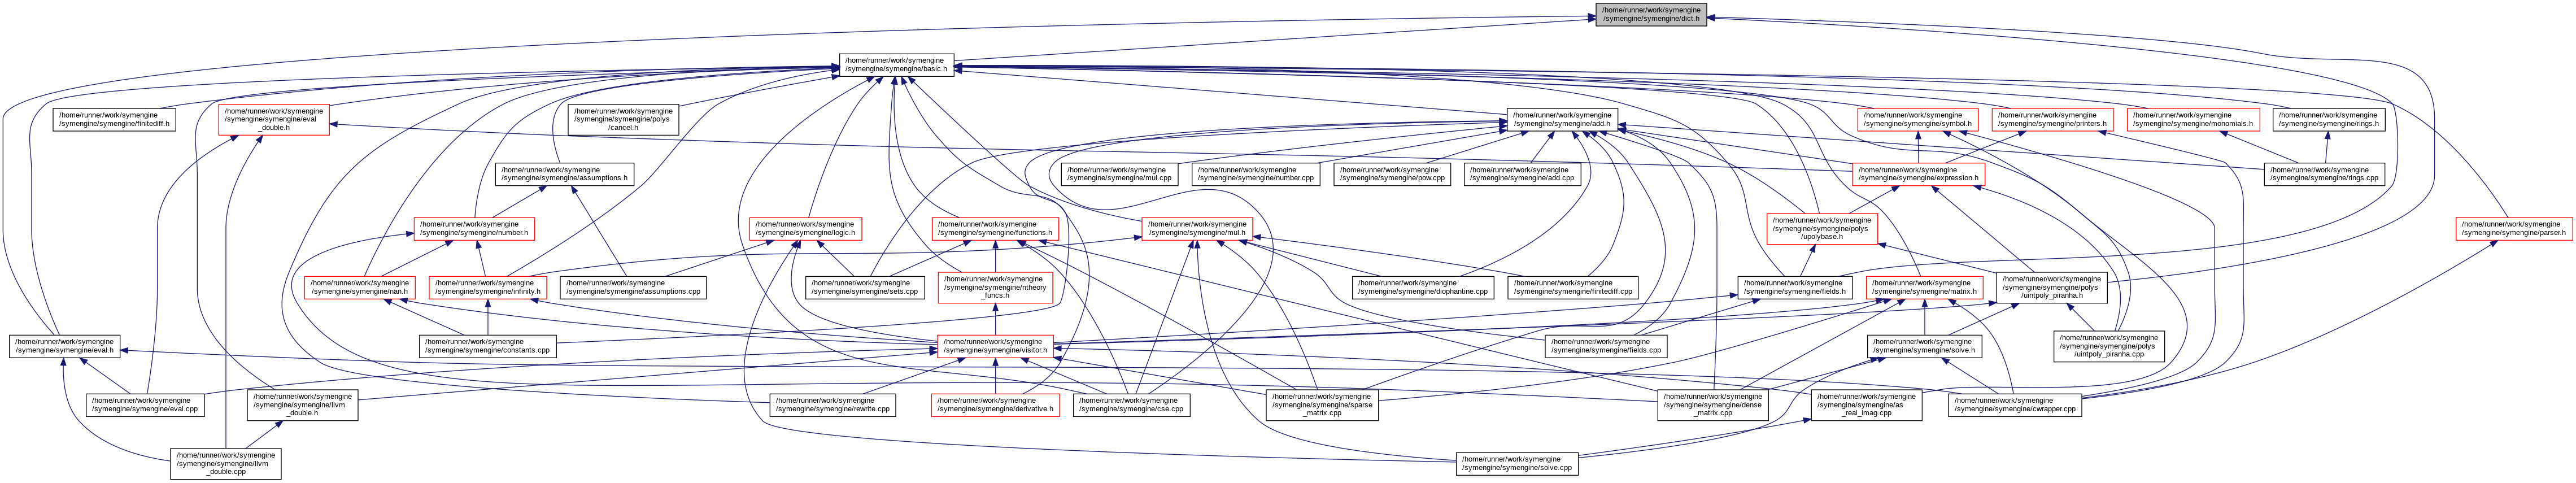 /home/runner/work/symengine
/symengine/symengine/dict.h
/home/runner/work/symengine
/symengine/symengine/basic.h
/home/runner/work/symengine
/symengine/symengine/finitediff.h
/home/runner/work/symengine
/symengine/symengine/eval
_double.h
/home/runner/work/symengine
/symengine/symengine/polys
/cancel.h
/home/runner/work/symengine
/symengine/symengine/add.h
/home/runner/work/symengine
/symengine/symengine/symbol.h
/home/runner/work/symengine
/symengine/symengine/printers.h
/home/runner/work/symengine
/symengine/symengine/monomials.h
/home/runner/work/symengine
/symengine/symengine/rings.h
/home/runner/work/symengine
/symengine/symengine/assumptions.h
/home/runner/work/symengine
/symengine/symengine/mul.cpp
/home/runner/work/symengine
/symengine/symengine/number.cpp
/home/runner/work/symengine
/symengine/symengine/pow.cpp
/home/runner/work/symengine
/symengine/symengine/add.cpp
/home/runner/work/symengine
/symengine/symengine/expression.h
/home/runner/work/symengine
/symengine/symengine/rings.cpp
/home/runner/work/symengine
/symengine/symengine/number.h
/home/runner/work/symengine
/symengine/symengine/logic.h
/home/runner/work/symengine
/symengine/symengine/functions.h
/home/runner/work/symengine
/symengine/symengine/mul.h
/home/runner/work/symengine
/symengine/symengine/polys
/upolybase.h
/home/runner/work/symengine
/symengine/symengine/parser.h
/home/runner/work/symengine
/symengine/symengine/nan.h
/home/runner/work/symengine
/symengine/symengine/infinity.h
/home/runner/work/symengine
/symengine/symengine/assumptions.cpp
/home/runner/work/symengine
/symengine/symengine/sets.cpp
/home/runner/work/symengine
/symengine/symengine/ntheory
_funcs.h
/home/runner/work/symengine
/symengine/symengine/diophantine.cpp
/home/runner/work/symengine
/symengine/symengine/finitediff.cpp
/home/runner/work/symengine
/symengine/symengine/fields.h
/home/runner/work/symengine
/symengine/symengine/matrix.h
/home/runner/work/symengine
/symengine/symengine/polys
/uintpoly_piranha.h
/home/runner/work/symengine
/symengine/symengine/eval.h
/home/runner/work/symengine
/symengine/symengine/constants.cpp
/home/runner/work/symengine
/symengine/symengine/visitor.h
/home/runner/work/symengine
/symengine/symengine/fields.cpp
/home/runner/work/symengine
/symengine/symengine/solve.h
/home/runner/work/symengine
/symengine/symengine/polys
/uintpoly_piranha.cpp
/home/runner/work/symengine
/symengine/symengine/eval.cpp
/home/runner/work/symengine
/symengine/symengine/llvm
_double.h
/home/runner/work/symengine
/symengine/symengine/rewrite.cpp
/home/runner/work/symengine
/symengine/symengine/derivative.h
/home/runner/work/symengine
/symengine/symengine/cse.cpp
/home/runner/work/symengine
/symengine/symengine/sparse
_matrix.cpp
/home/runner/work/symengine
/symengine/symengine/dense
_matrix.cpp
/home/runner/work/symengine
/symengine/symengine/as
_real_imag.cpp
/home/runner/work/symengine
/symengine/symengine/cwrapper.cpp
/home/runner/work/symengine
/symengine/symengine/llvm
_double.cpp
/home/runner/work/symengine
/symengine/symengine/solve.cpp